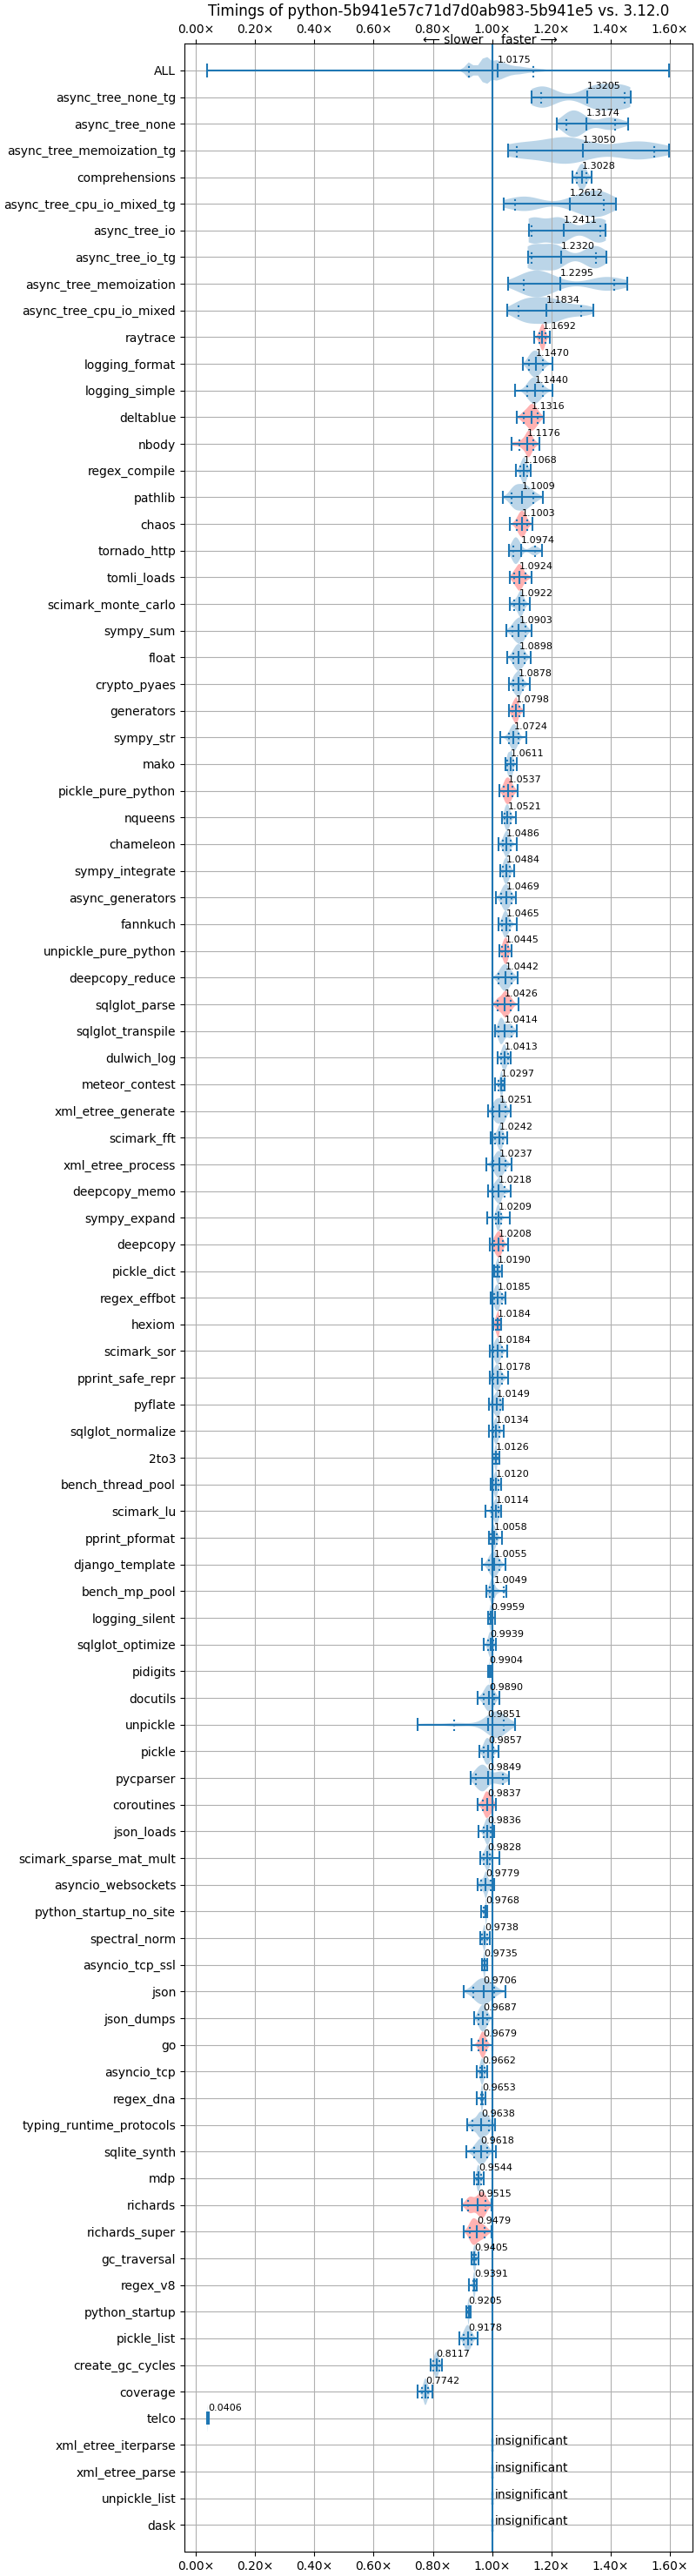 Timings of python-5b941e57c71d7d0ab983-5b941e5 vs. 3.12.0
0.00× 0.20× 0.40× 0.60× 0.80× 1.00× 1.20× 1.40× 1.60×
⟵ slower faster ⟶
ALL 1.0175
async_tree_none_tg 1.3205
async_tree_none 1.3174
async_tree_memoization_tg 1.3050
comprehensions 1.3028
async_tree_cpu_io_mixed_tg 1.2612
async_tree_io 1.2411
async_tree_io_tg 1.2320
async_tree_memoization 1.2295
async_tree_cpu_io_mixed 1.1834
raytrace 1.1692
logging_format 1.1470
logging_simple 1.1440
deltablue 1.1316
nbody 1.1176
regex_compile 1.1068
pathlib 1.1009
chaos 1.1003
tornado_http 1.0974
tomli_loads 1.0924
scimark_monte_carlo 1.0922
sympy_sum 1.0903
float 1.0898
crypto_pyaes 1.0878
generators 1.0798
sympy_str 1.0724
mako 1.0611
pickle_pure_python 1.0537
nqueens 1.0521
chameleon 1.0486
sympy_integrate 1.0484
async_generators 1.0469
fannkuch 1.0465
unpickle_pure_python 1.0445
deepcopy_reduce 1.0442
sqlglot_parse 1.0426
sqlglot_transpile 1.0414
dulwich_log 1.0413
meteor_contest 1.0297
xml_etree_generate 1.0251
scimark_fft 1.0242
xml_etree_process 1.0237
deepcopy_memo 1.0218
sympy_expand 1.0209
deepcopy 1.0208
pickle_dict 1.0190
regex_effbot 1.0185
hexiom 1.0184
scimark_sor 1.0184
pprint_safe_repr 1.0178
pyflate 1.0149
sqlglot_normalize 1.0134
2to3 1.0126
bench_thread_pool 1.0120
scimark_lu 1.0114
pprint_pformat 1.0058
django_template 1.0055
bench_mp_pool 1.0049
logging_silent 0.9959
sqlglot_optimize 0.9939
pidigits 0.9904
docutils 0.9890
unpickle 0.9851
pickle 0.9857
pycparser 0.9849
coroutines 0.9837
json_loads 0.9836
scimark_sparse_mat_mult 0.9828
asyncio_websockets 0.9779
python_startup_no_site 0.9768
spectral_norm 0.9738
asyncio_tcp_ssl 0.9735
json 0.9706
json_dumps 0.9687
go 0.9679
asyncio_tcp 0.9662
regex_dna 0.9653
typing_runtime_protocols 0.9638
sqlite_synth 0.9618
mdp 0.9544
richards 0.9515
richards_super 0.9479
gc_traversal 0.9405
regex_v8 0.9391
python_startup 0.9205
pickle_list 0.9178
create_gc_cycles 0.8117
coverage 0.7742
telco 0.0406
xml_etree_iterparse insignificant
xml_etree_parse insignificant
unpickle_list insignificant
dask insignificant
0.00× 0.20× 0.40× 0.60× 0.80× 1.00× 1.20× 1.40× 1.60×